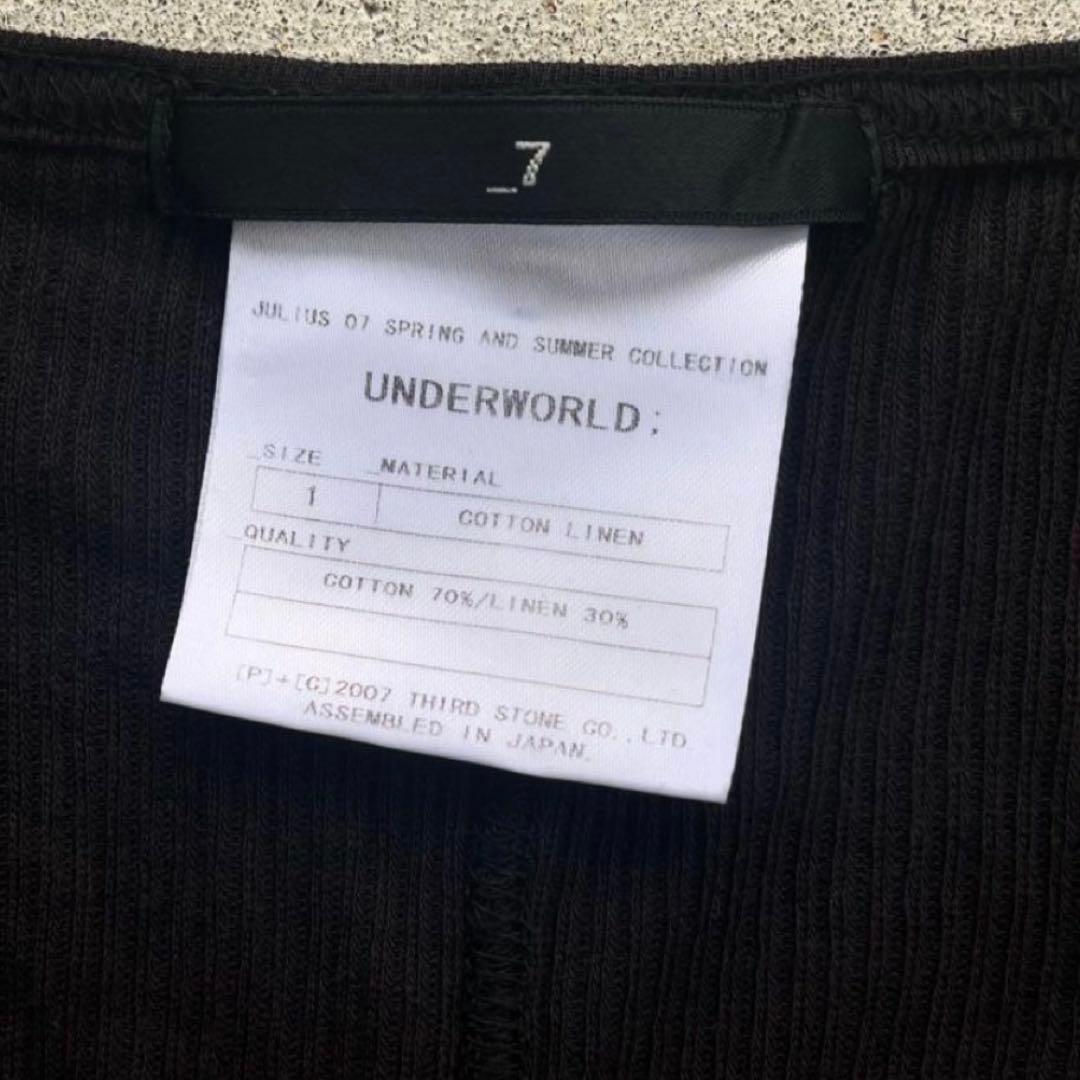 _7
JULIUS 07 SPRING AND SUMMER COLLECTION
UNDERWORLD;
_SIZE _MATERIAL
1 COTTON LINEN
_QUALITY
COTTON 70%/LINEN 30%
[P]+[C]2007 THIRD STONE CO.,LTD.
ASSEMBLED IN JAPAN.